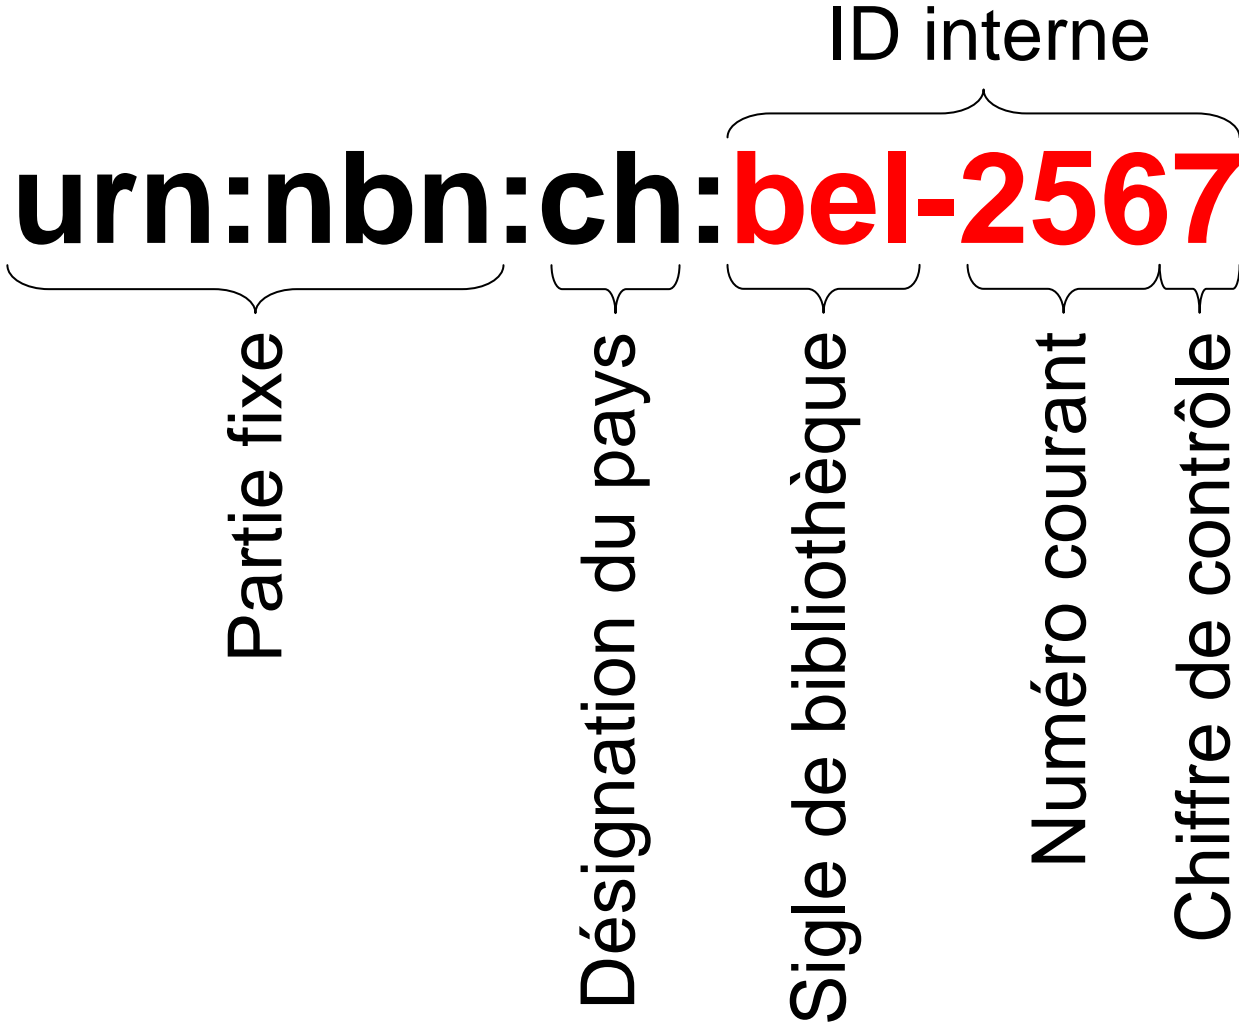 ID interne
urn:nbn:ch:bel-2567
Partie fixe
Désignation du pays
Sigle de bibliothèque
Numéro courant
Chiffre de contrôle